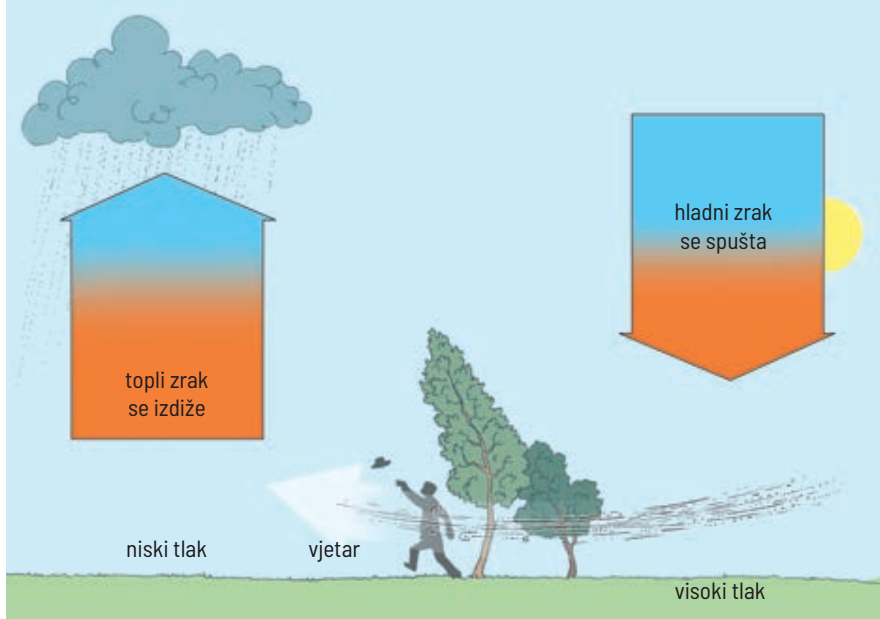 hladni zrak
se spušta
topli zrak
se izdiže
niski tlak
vjetar
visoki tlak